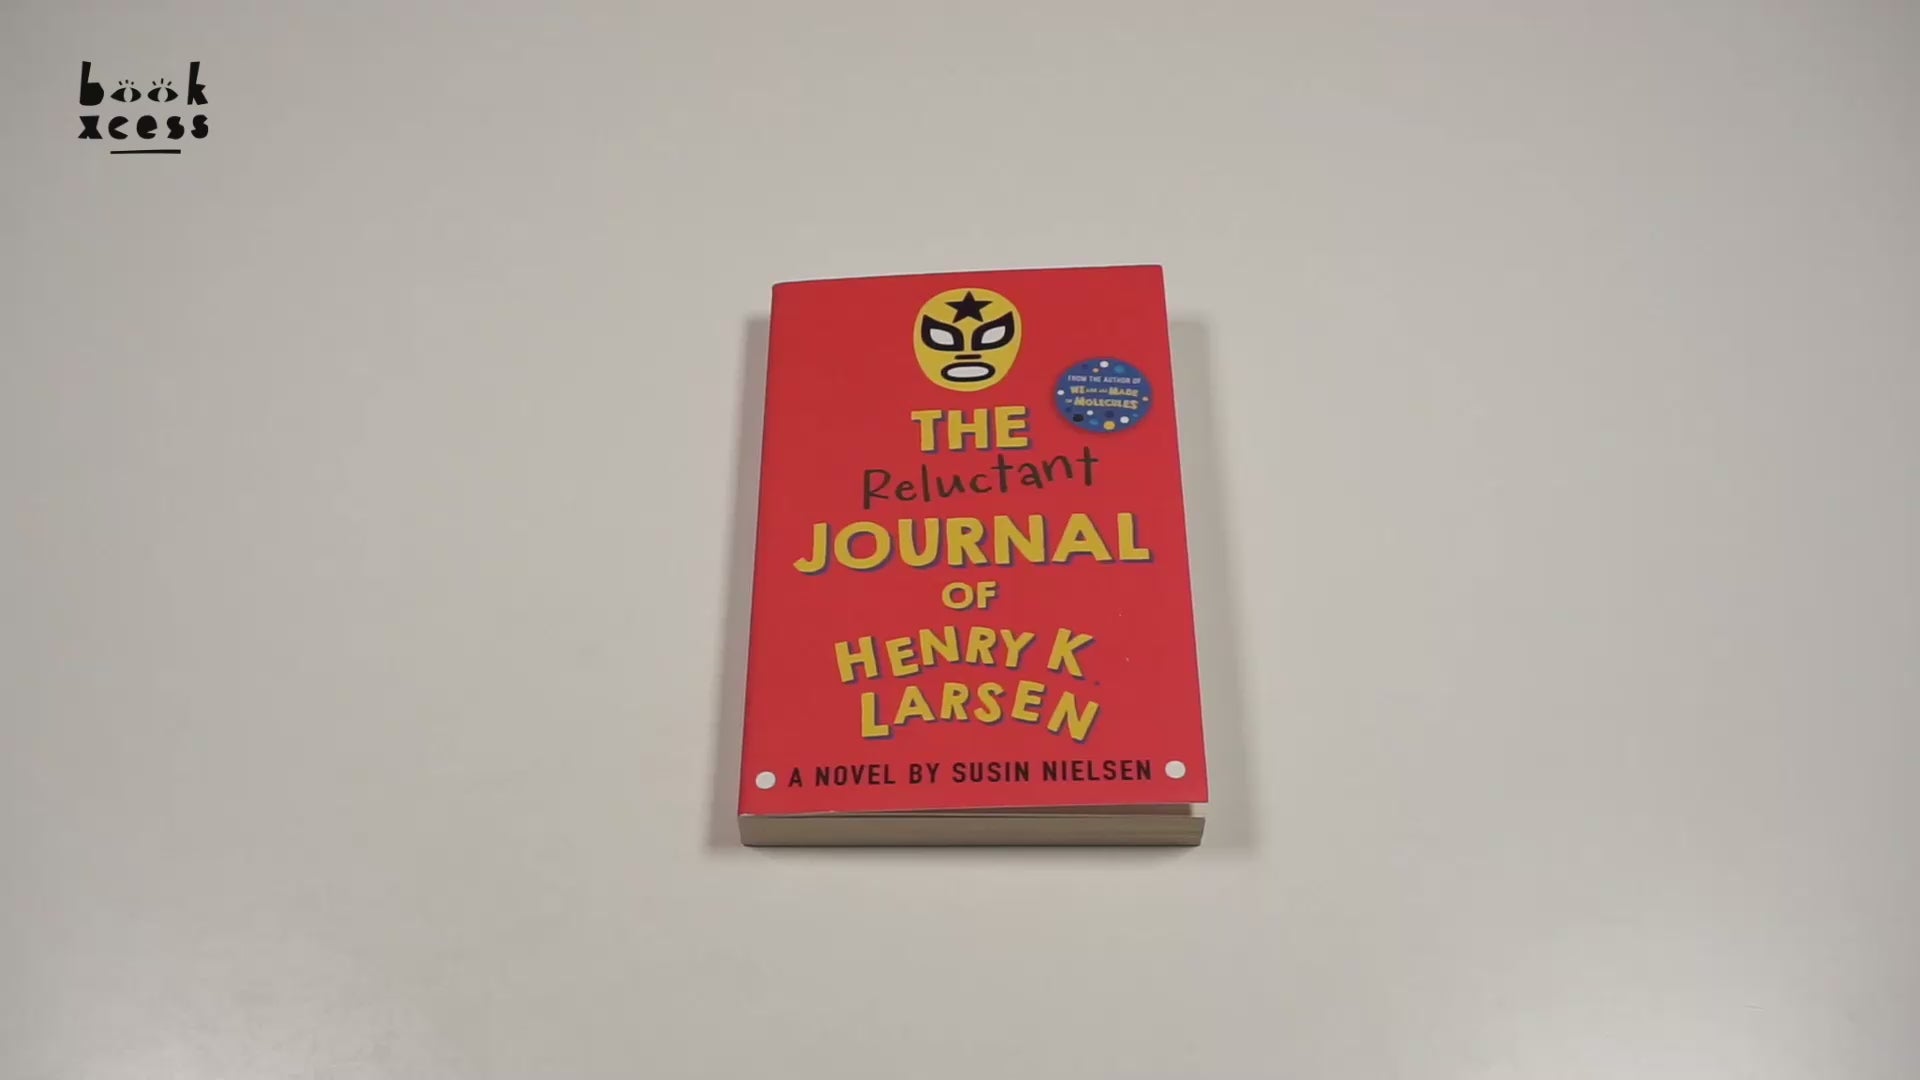 book
xcess
FROM THE AUTHOR OF
WE ARE ALL MADE
OF MOLECULES
THE
Reluctant
JOURNAL
OF
HENRY K.
LARSEN
A NOVEL BY SUSIN NIELSEN